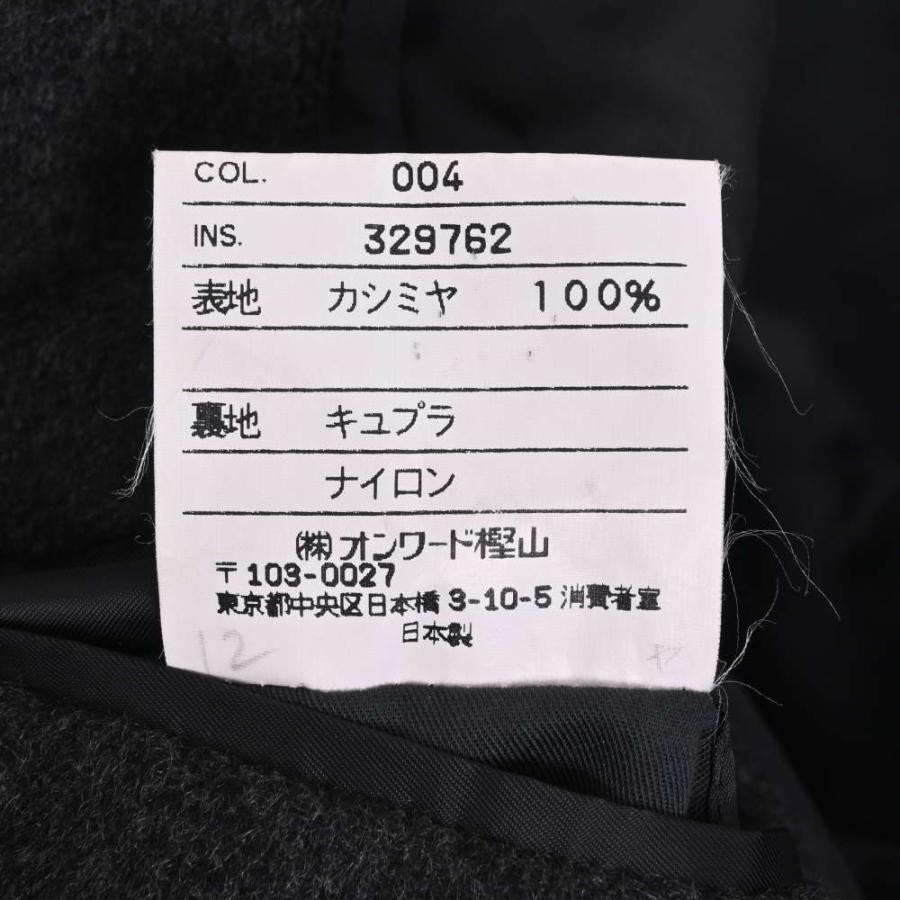 COL. 004
INS. 329762
表地 カシミヤ 100%
裏地 キュプラ
ナイロン
㈱オンワード樫山
〒103-0027
東京都中央区日本橋 3-10-5 消費者室
日本製
12 ヤ